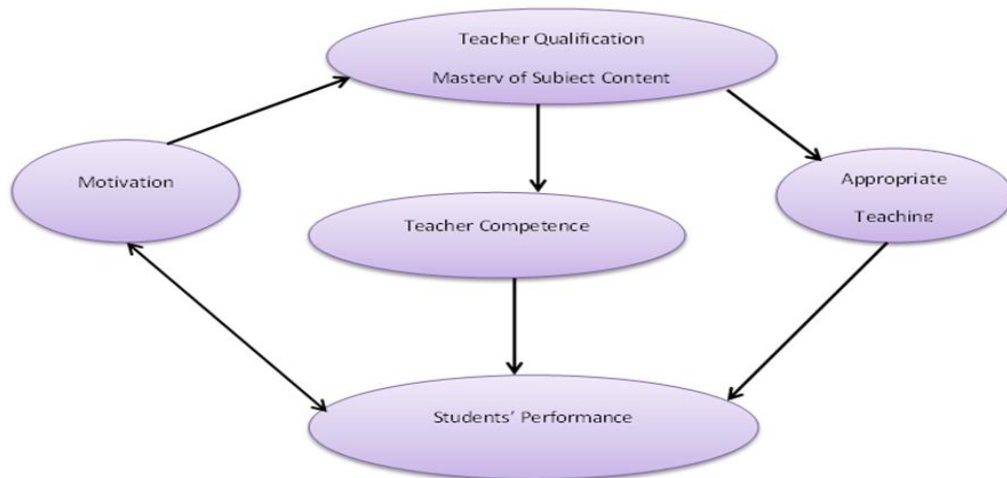 Teacher Qualification
Mastery of Subject Content
Motivation
Appropriate
Teaching
Teacher Competence
Students’ Performance